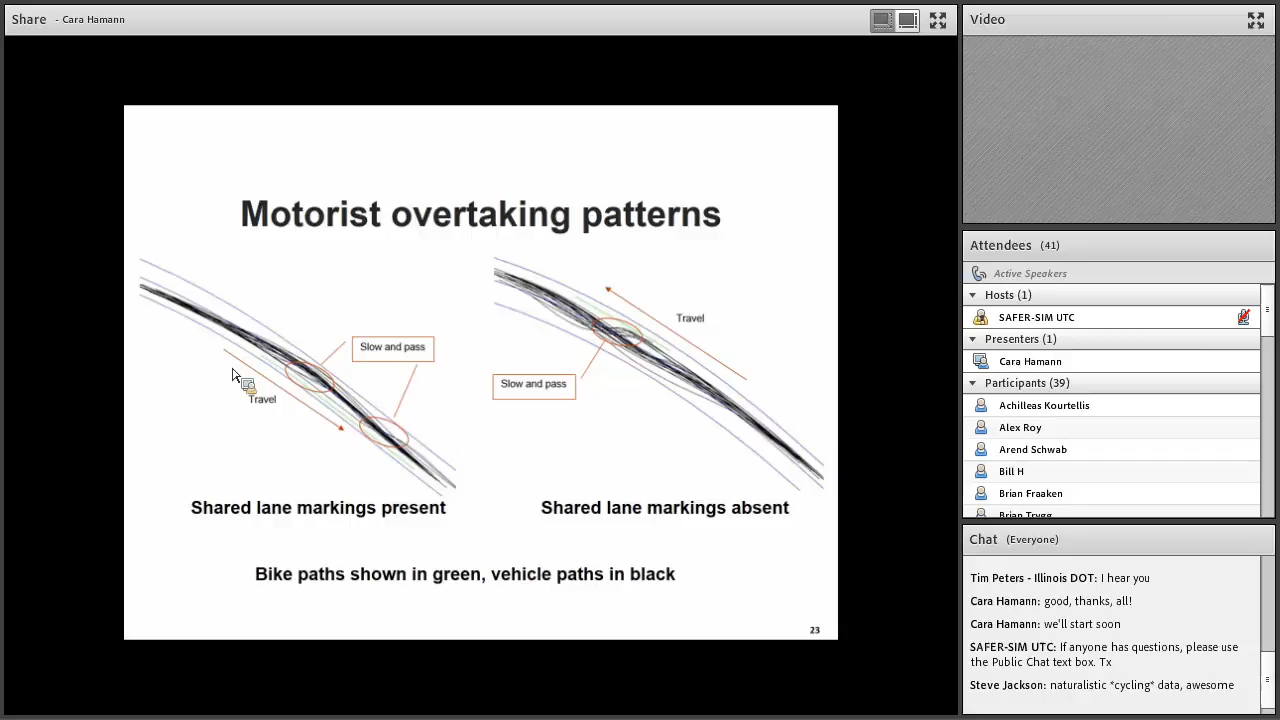 Share - Cara Hamann
Motorist overtaking patterns
Slow and pass
Travel
Travel
Slow and pass
Shared lane markings present
Shared lane markings absent
Bike paths shown in green, vehicle paths in black
23
Video
Attendees (41)
Active Speakers
Hosts (1)
SAFER-SIM UTC
Presenters (1)
Cara Hamann
Participants (39)
Achilleas Kourtellis
Alex Roy
Arend Schwab
Bill H
Brian Fraaken
Brian Trygg
Chat (Everyone)
Tim Peters - Illinois DOT: I hear you
Cara Hamann: good, thanks, all!
Cara Hamann: we'll start soon
SAFER-SIM UTC: If anyone has questions, please use
the Public Chat text box. Tx
Steve Jackson: naturalistic *cycling* data, awesome